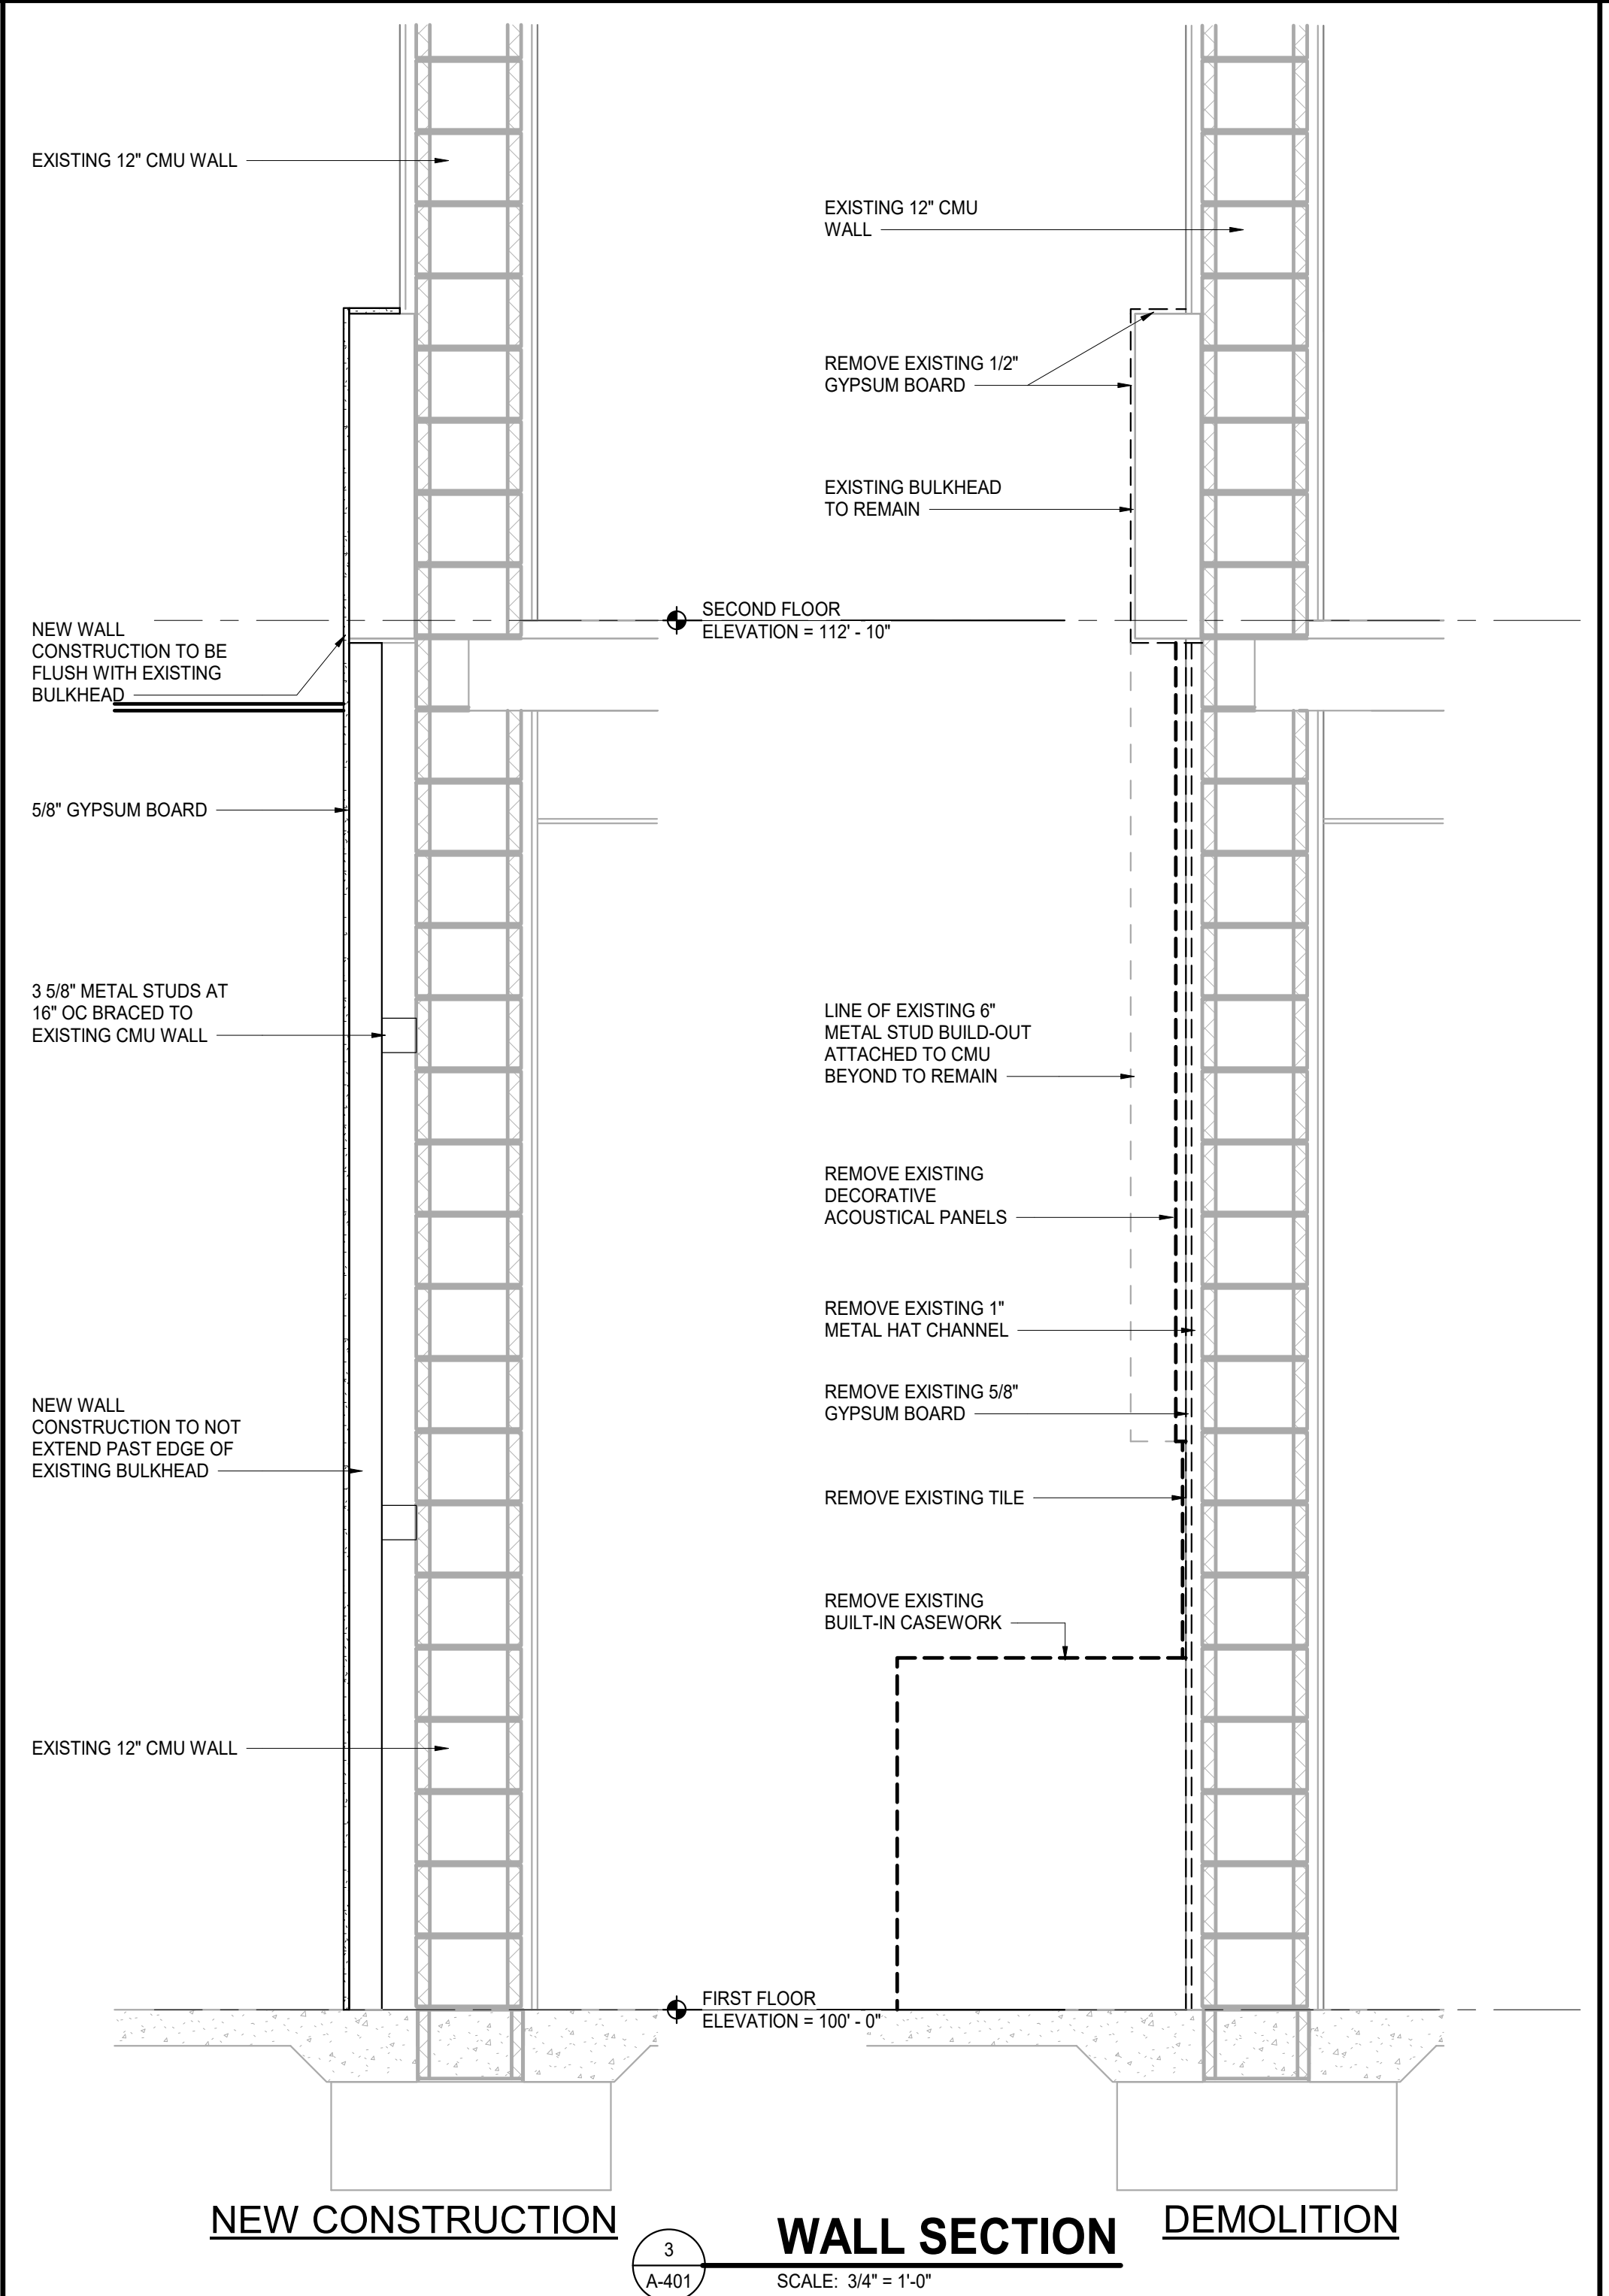 EXISTING 12" CMU WALL
NEW WALL
CONSTRUCTION TO BE
FLUSH WITH EXISTING
BULKHEAD
5/8" GYPSUM BOARD
3 5/8" METAL STUDS AT
16" OC BRACED TO
EXISTING CMU WALL
NEW WALL
CONSTRUCTION TO NOT
EXTEND PAST EDGE OF
EXISTING BULKHEAD
EXISTING 12" CMU WALL
SECOND FLOOR
ELEVATION = 112' - 10"
FIRST FLOOR
ELEVATION = 100' - 0"
EXISTING 12" CMU
WALL
REMOVE EXISTING 1/2"
GYPSUM BOARD
EXISTING BULKHEAD
TO REMAIN
LINE OF EXISTING 6"
METAL STUD BUILD-OUT
ATTACHED TO CMU
BEYOND TO REMAIN
REMOVE EXISTING
DECORATIVE
ACOUSTICAL PANELS
REMOVE EXISTING 1"
METAL HAT CHANNEL
REMOVE EXISTING 5/8"
GYPSUM BOARD
REMOVE EXISTING TILE
REMOVE EXISTING
BUILT-IN CASEWORK
NEW CONSTRUCTION
DEMOLITION
3
A-401
WALL SECTION
SCALE: 3/4" = 1'-0"